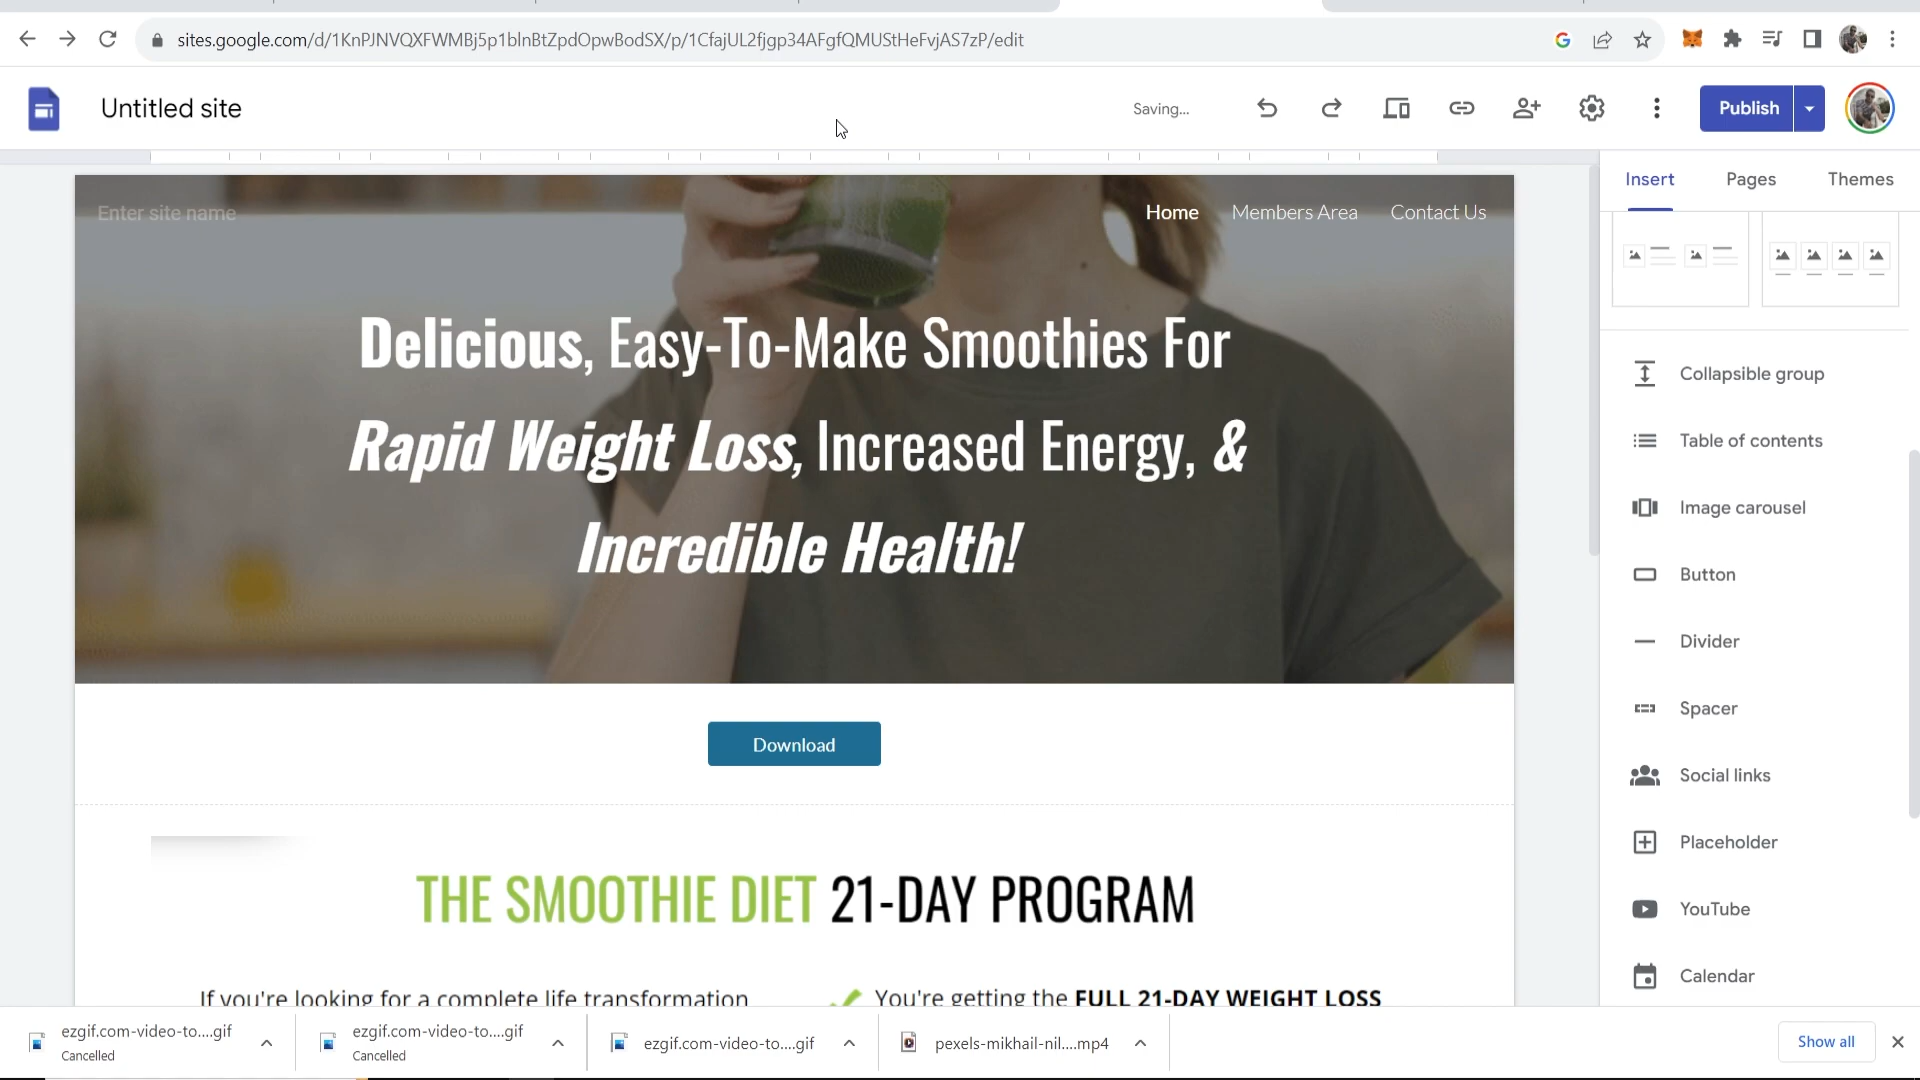 sites.google.com/d/1KnPJNVQXFWMBj5p1blnBtZpdOpwBodSX/p/1CfajUL2fjgp34AFgfQMUStHeFvjAS7zP/edit
Untitled site
Saving...
Publish
Insert
Pages
Themes
Enter site name
Home
Members Area
Contact Us
Delicious, Easy-To-Make Smoothies For
Rapid Weight Loss, Increased Energy, &
Incredible Health!
Download
THE SMOOTHIE DIET 21-DAY PROGRAM
If you're looking for a complete life transformation
You're getting the FULL 21-DAY WEIGHT LOSS
Collapsible group
Table of contents
Image carousel
Button
Divider
Spacer
Social links
Placeholder
YouTube
Calendar
ezgif.com-video-to....gif
Cancelled
ezgif.com-video-to....gif
Cancelled
ezgif.com-video-to....gif
pexels-mikhail-nil....mp4
Show all